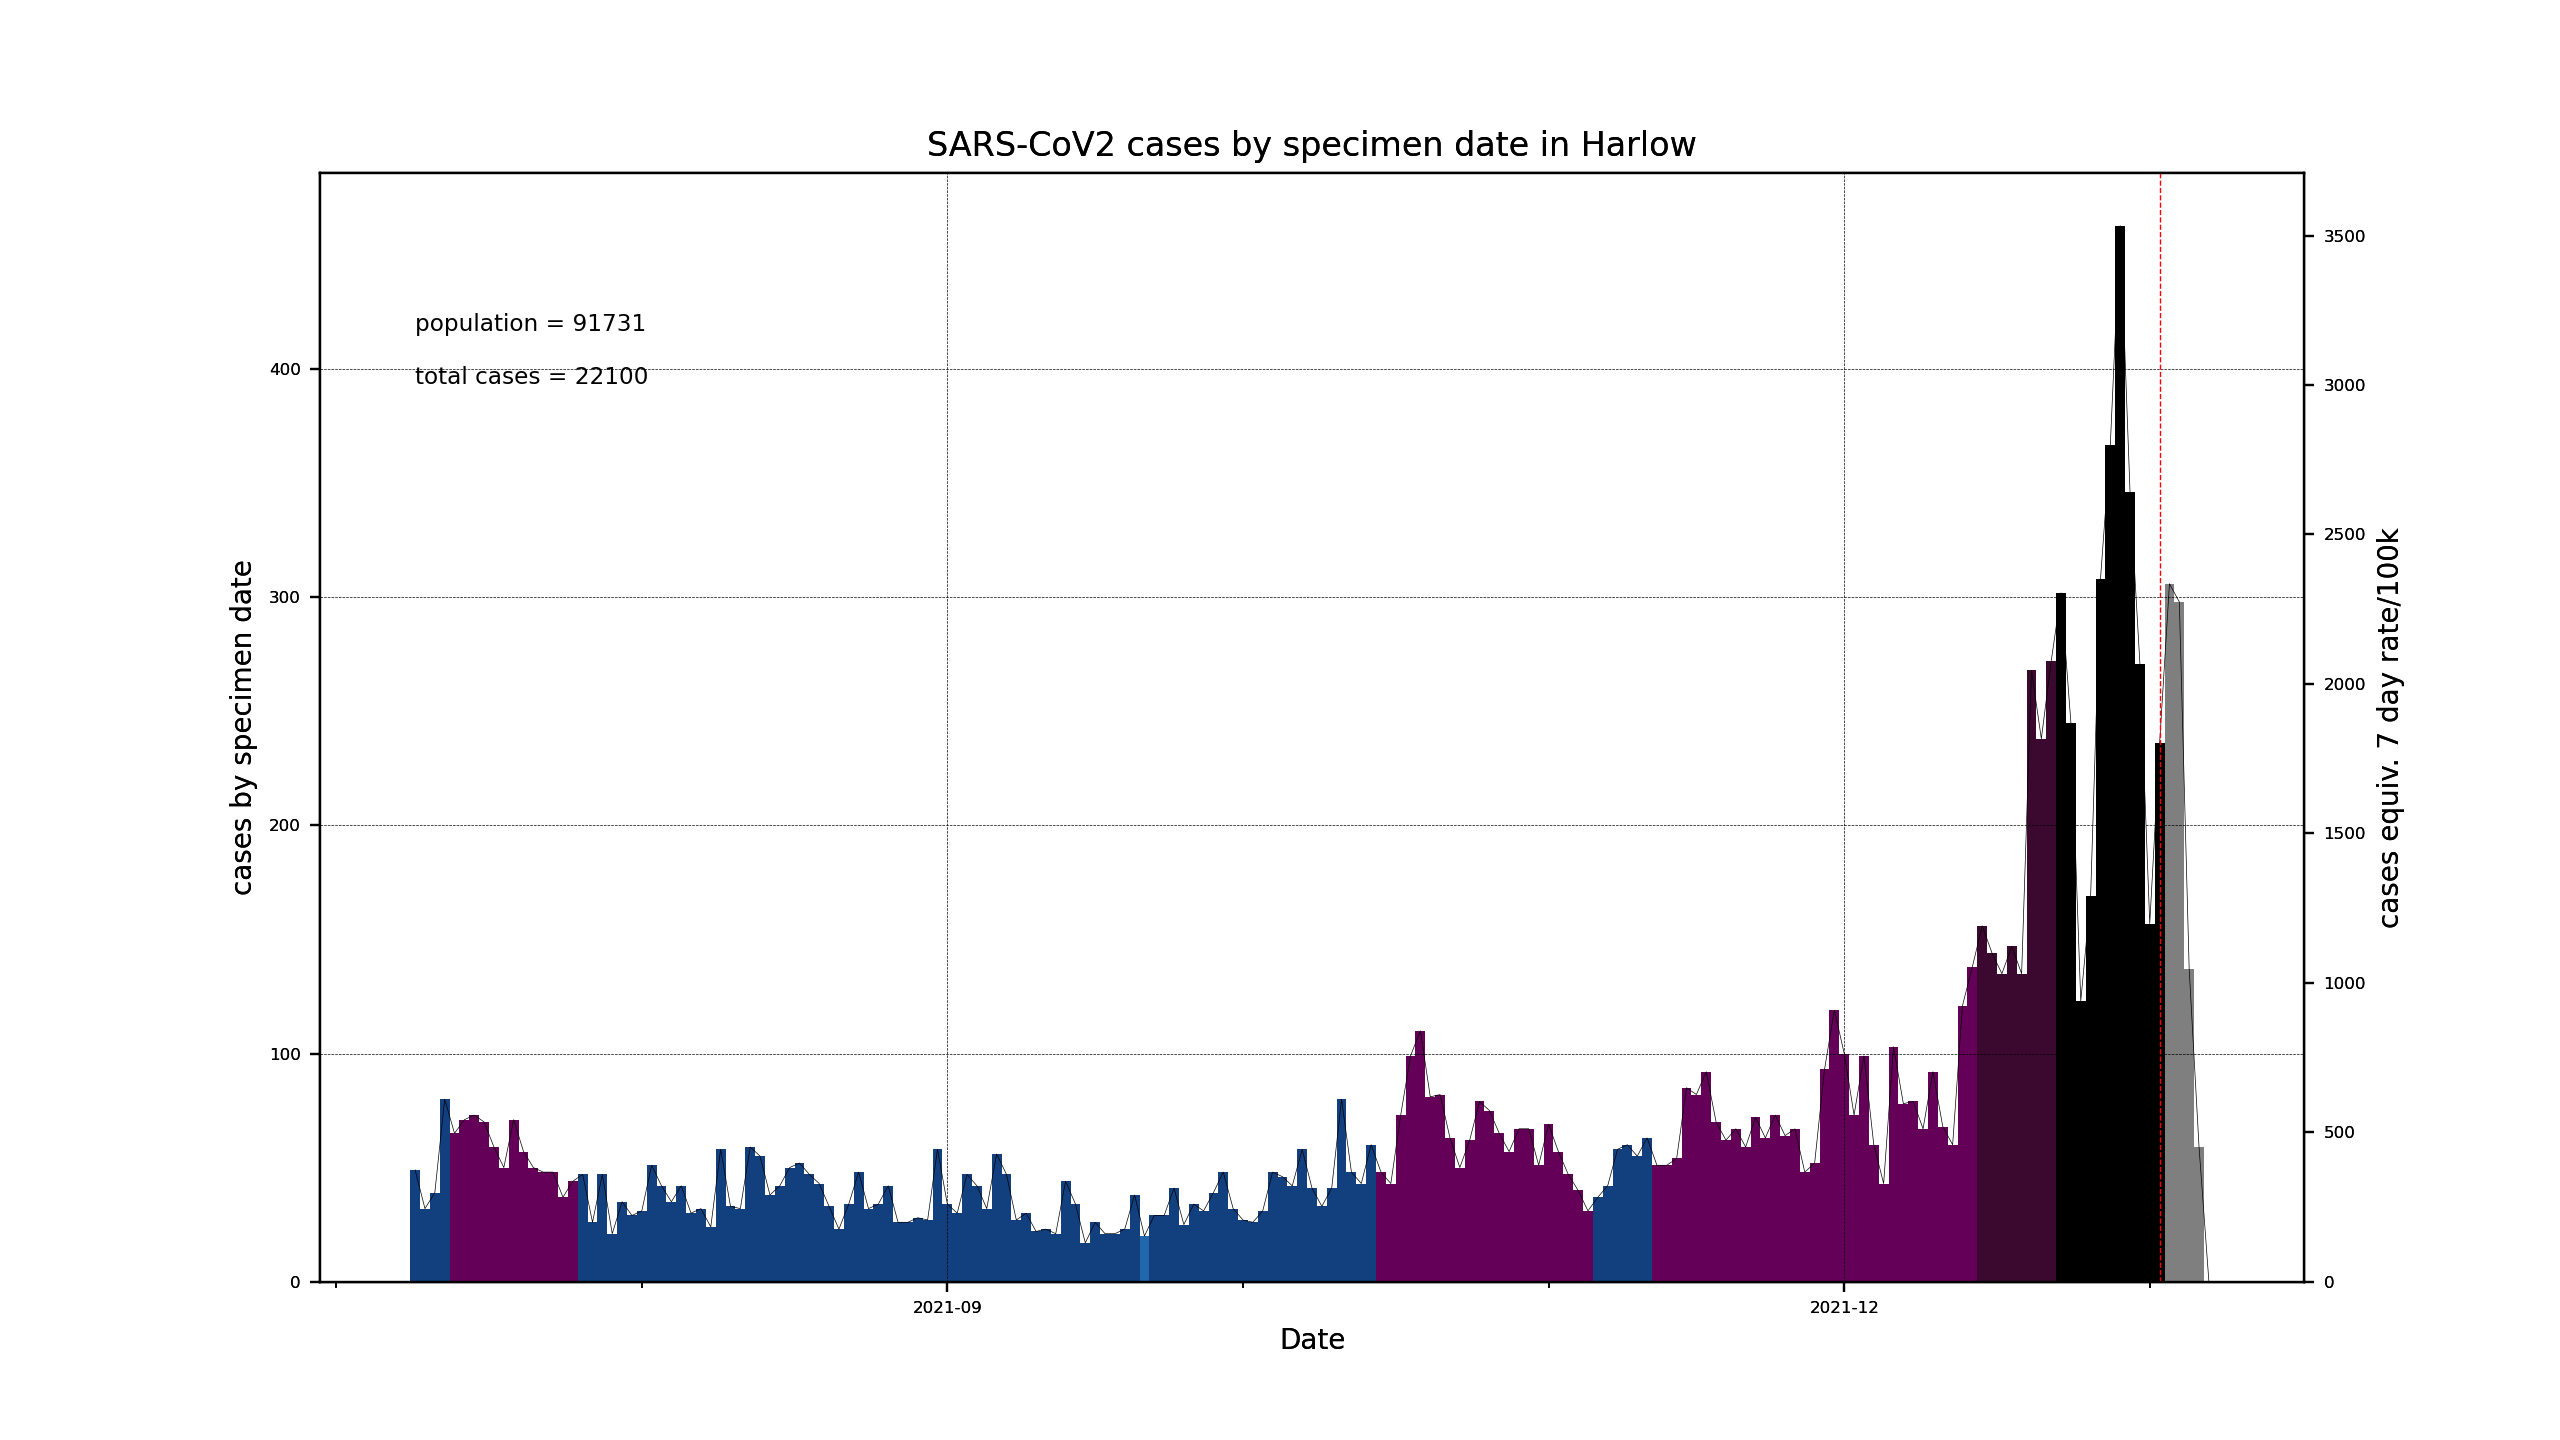 SARS-CoV2 cases by specimen date in Harlow
population = 91731
total cases = 22100
cases by specimen date
400
300
200
100
0
3500
3000
2500
2000
1500
1000
500
0
cases equiv. 7 day rate/100k
2021-09
2021-12
Date